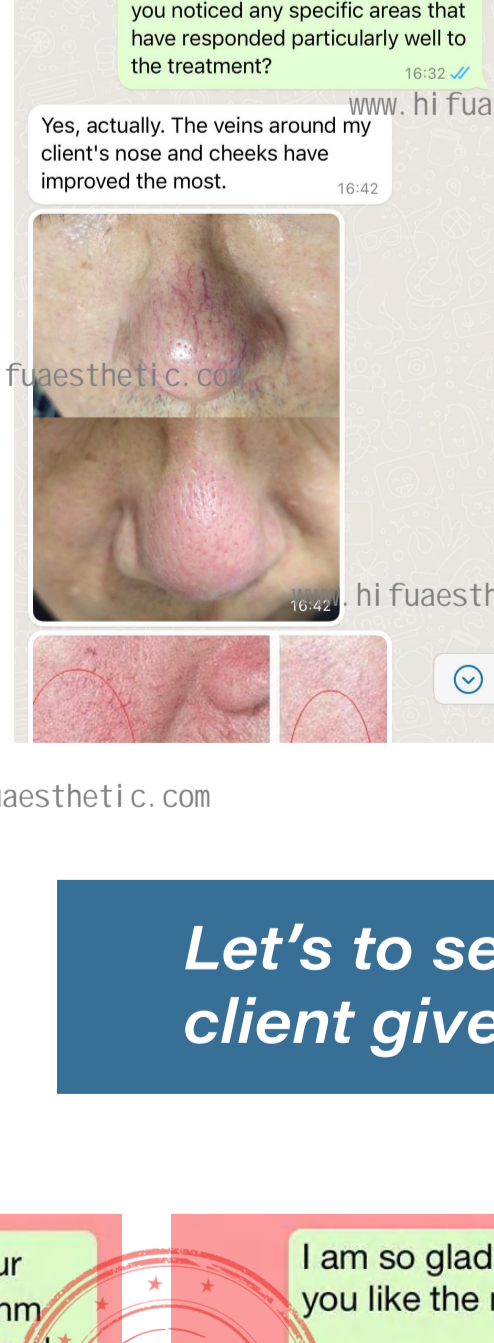 you noticed any specific areas that
have responded particularly well to
the treatment?
16:32
www.hifua
Yes, actually. The veins around my
client's nose and cheeks have
improved the most.
16:42
fuaesthetic.com
16:42
.hifuaesth
aesthetic.com
Let's to se
client give
ur
I am so glad
you like the